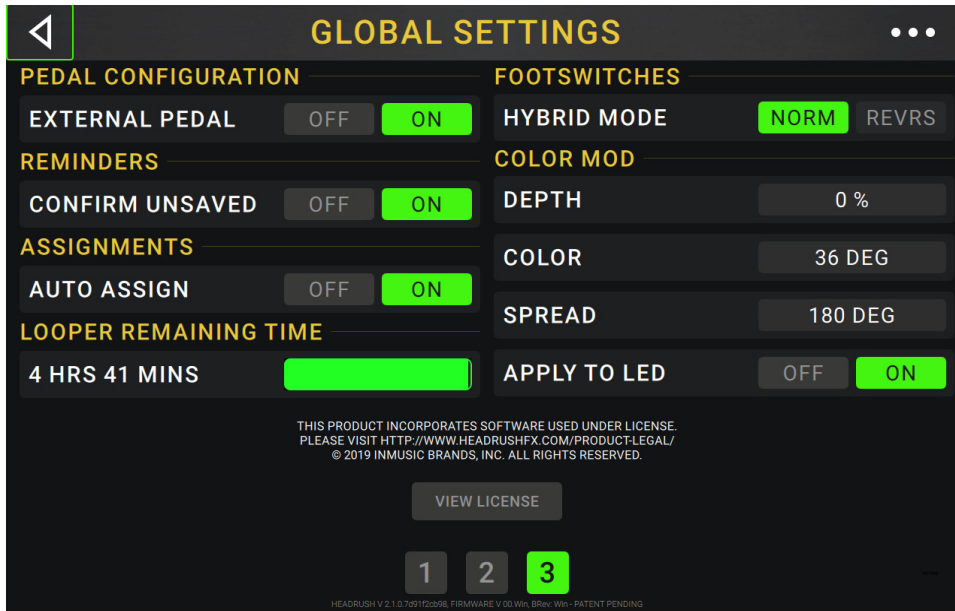 GLOBAL SETTINGS
PEDAL CONFIGURATION
EXTERNAL PEDAL OFF ON
REMINDERS
CONFIRM UNSAVED OFF ON
ASSIGNMENTS
AUTO ASSIGN OFF ON
LOOPER REMAINING TIME
4 HRS 41 MINS
FOOTSWITCHES
HYBRID MODE NORM REVRS
COLOR MOD
DEPTH 0 %
COLOR 36 DEG
SPREAD 180 DEG
APPLY TO LED OFF ON
THIS PRODUCT INCORPORATES SOFTWARE USED UNDER LICENSE.
PLEASE VISIT HTTP://WWW.HEADRUSHFX.COM/PRODUCT-LEGAL/
© 2019 INMUSIC BRANDS, INC. ALL RIGHTS RESERVED.
VIEW LICENSE
1 2 3
HEADRUSH V 2.1.0.7d91f2cb98, FIRMWARE V 00.Win, BRev: Win - PATENT PENDING